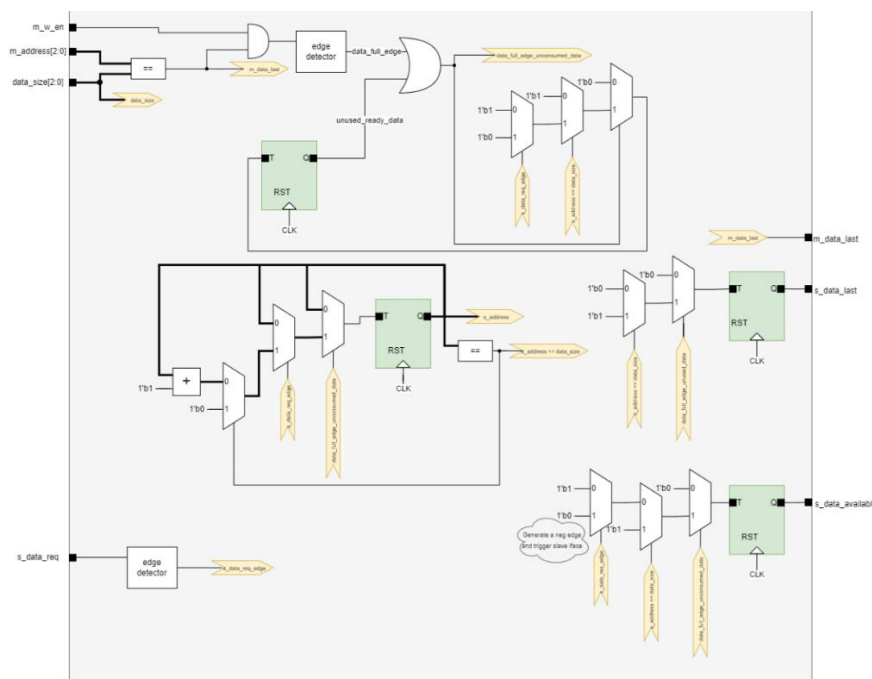 m_w_en
m_address[2:0]
data_size[2:0]
==
edge
detector
data_full_edge
m_data_last
data_size
data_full_edge_unconsumed_data
unused_ready_data
T Q
RST
CLK
1'b1
1'b0
0
1
s_data_req_edge
1'b1
0
1
s_address == data_size
1'b0
0
1
m_data_last
m_data_last
0
1
s_data_req_edge
0
1
data_full_edge_unconsumed_data
T Q
RST
CLK
s_address
==
s_address == data_size
+
1'b1
1'b0
0
1
1'b0
1'b1
0
1
s_address == data_size
1'b0
0
1
data_full_edge_unused_data
T Q
RST
CLK
s_data_last
s_data_req
edge
detector
s_data_req_edge
1'b1
1'b0
0
1
Generate a neg edge
and trigger slave iface
s_data_req_edge
1'b1
0
1
s_address == data_size
1'b0
0
1
data_full_edge_unconsumed_data
T Q
RST
CLK
s_data_availabl